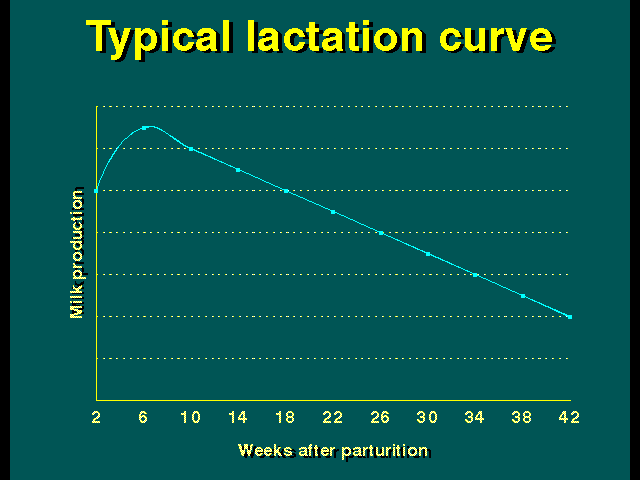 Typical lactation curve
Milk production
2 6 10 14 18 22 26 30 34 38 42
Weeks after parturition